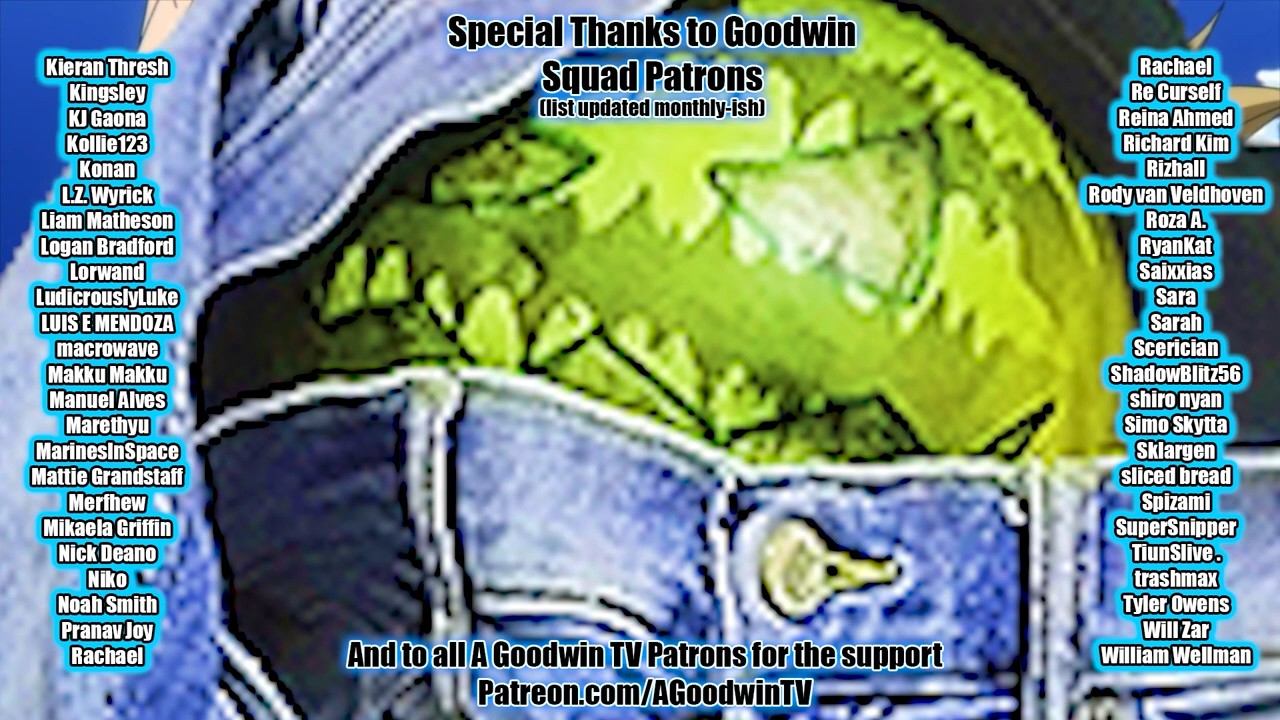 Special Thanks to Goodwin
Squad Patrons
(list updated monthly-ish)
Kieran Thresh
Kingsley
KJ Gaona
Kollie123
Konan
L.Z. Wyrick
Liam Matheson
Logan Bradford
Lorwand
LudicrouslyLuke
LUIS E MENDOZA
macrowave
Makku Makku
Manuel Alves
Marethyu
MarinesInSpace
Mattie Grandstaff
Merfhew
Mikaela Griffin
Nick Deano
Niko
Noah Smith
Pranav Joy
Rachael
Rachael
Re Curself
Reina Ahmed
Richard Kim
Rizhall
Rody van Veldhoven
Roza A.
RyanKat
Saixxias
Sara
Sarah
Scerician
ShadowBlitz56
shiro nyan
Simo Skytta
Sklargen
sliced bread
Spizami
SuperSnipper
TiunSlive .
trashmax
Tyler Owens
Will Zar
William Wellman
And to all A Goodwin TV Patrons for the support
Patreon.com/AGoodwinTV